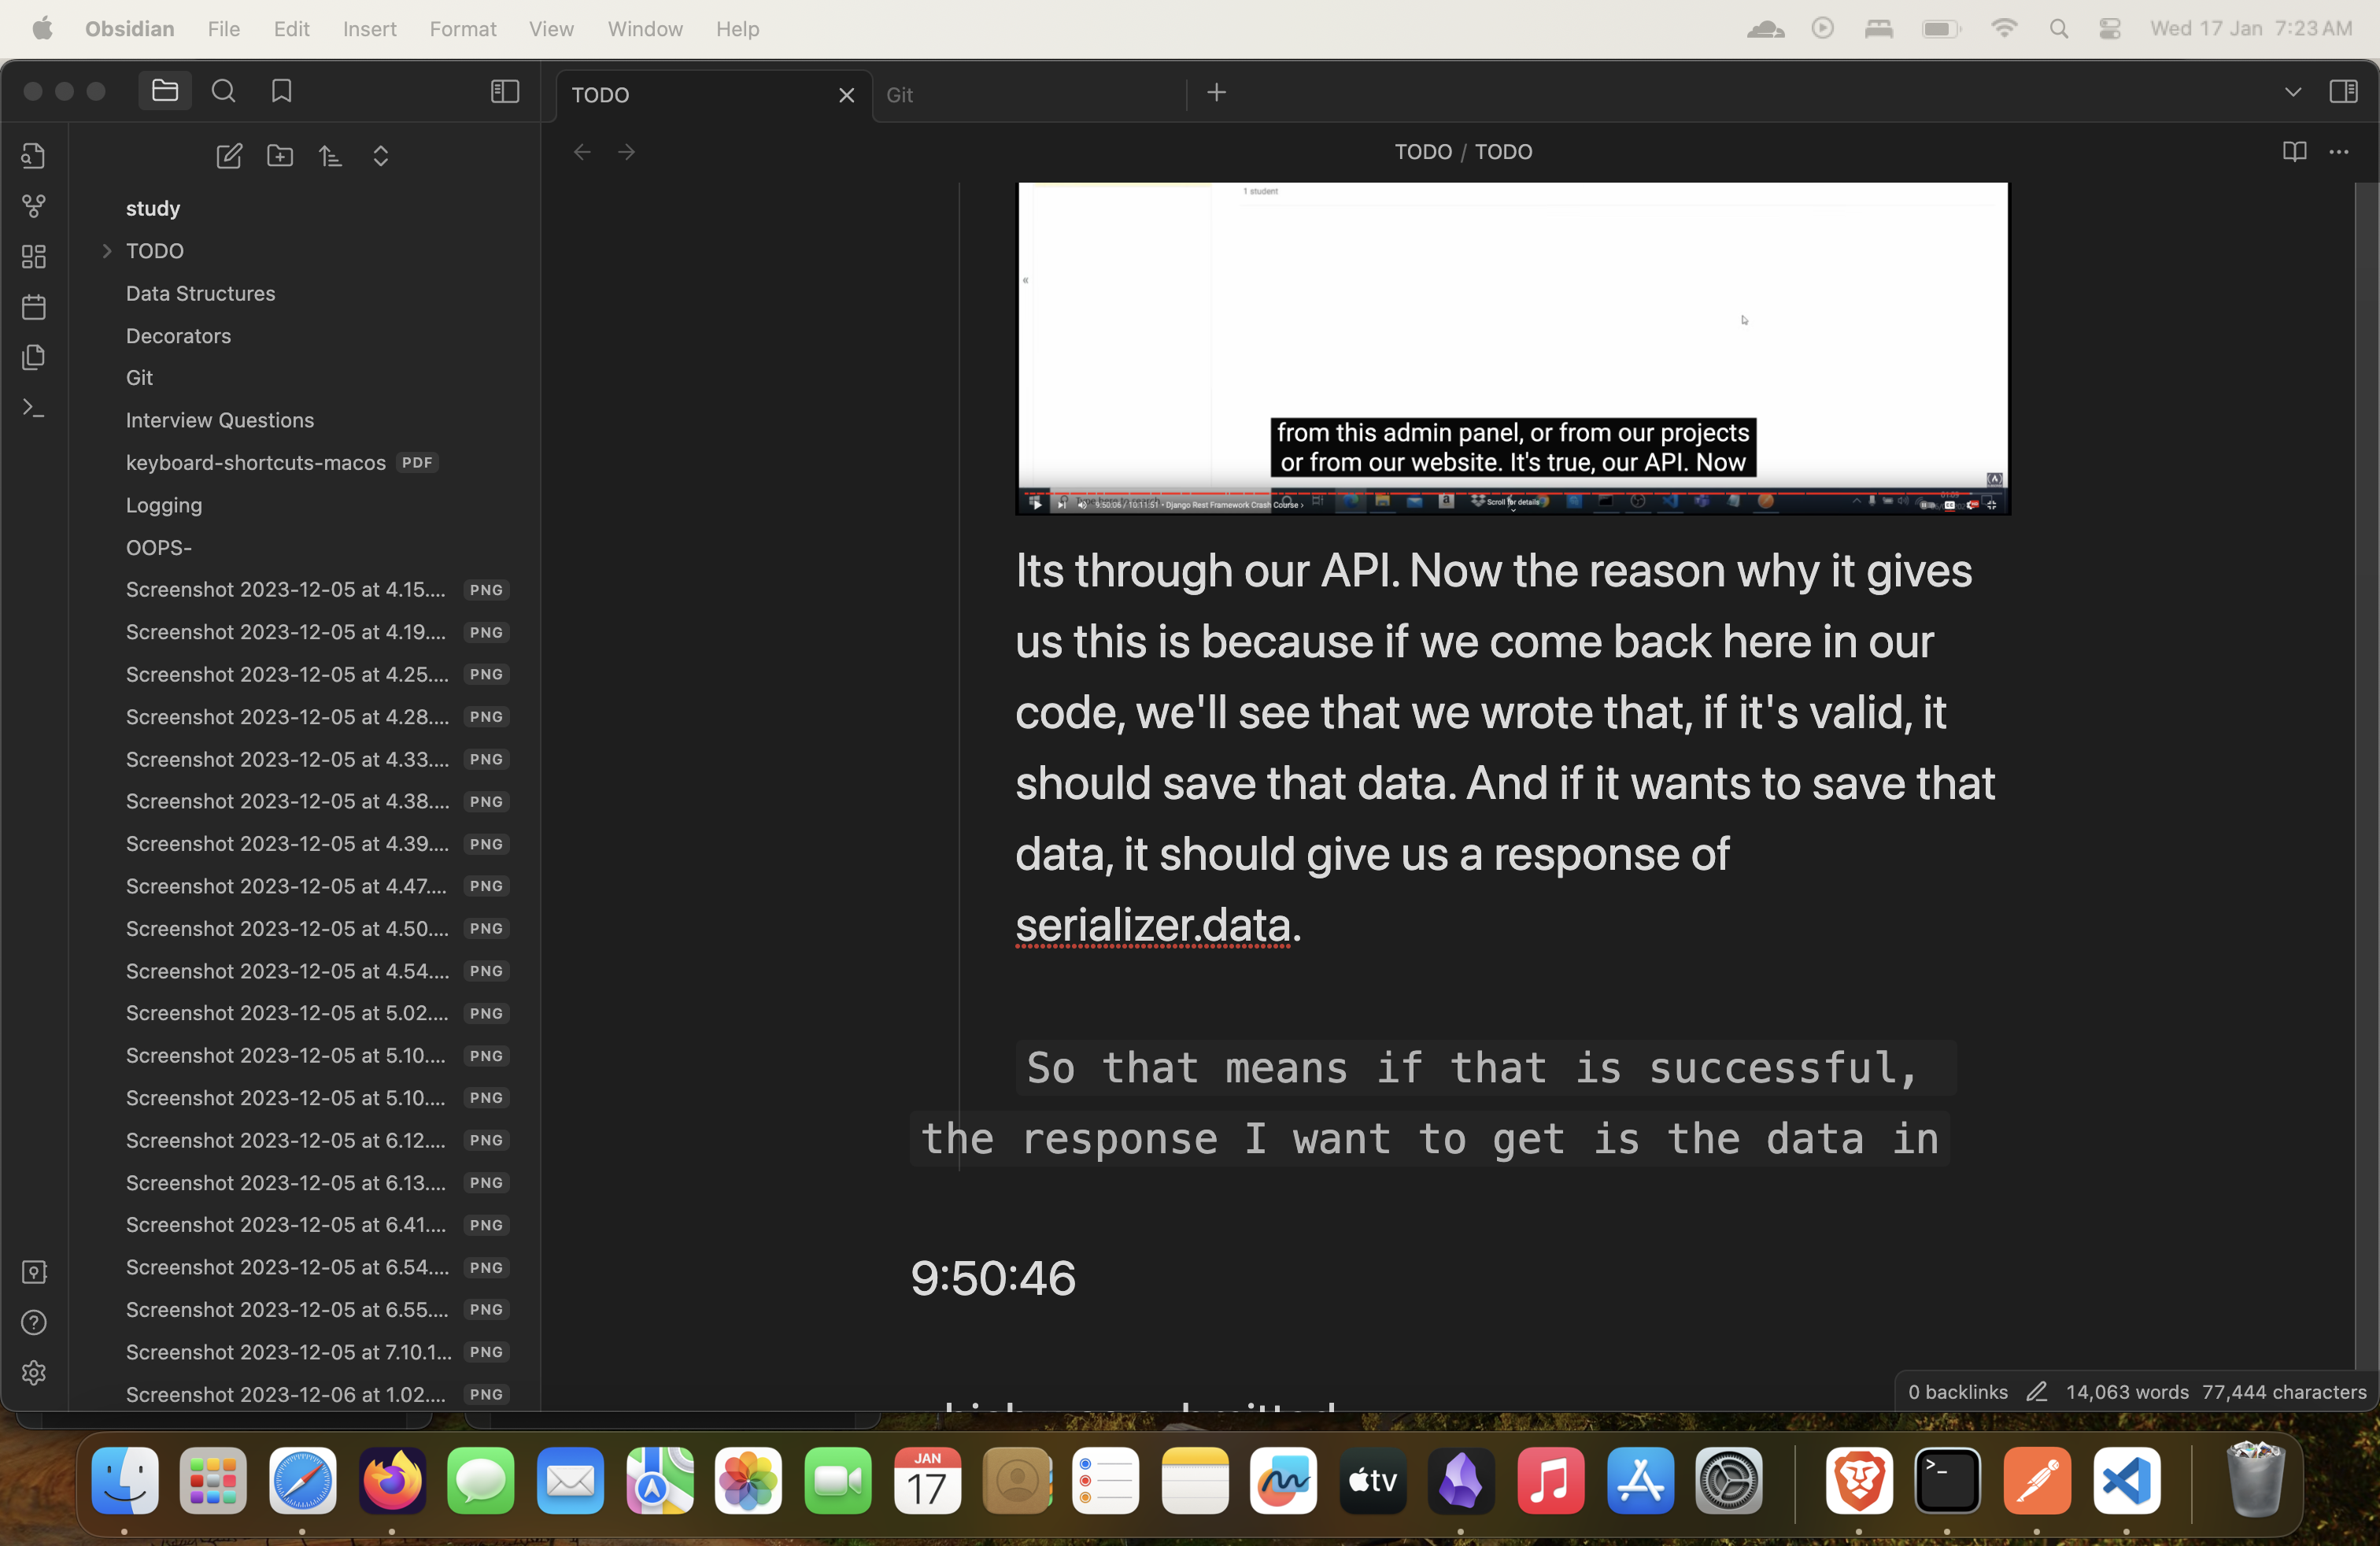 Obsidian File Edit Insert Format View Window Help Wed 17 Jan 7:23 AM
TODO Git
TODO / TODO
study
TODO
Data Structures
Decorators
Git
Interview Questions
keyboard-shortcuts-macos PDF
Logging
OOPS-
Screenshot 2023-12-05 at 4.15.... PNG
Screenshot 2023-12-05 at 4.19.... PNG
Screenshot 2023-12-05 at 4.25.... PNG
Screenshot 2023-12-05 at 4.28.... PNG
Screenshot 2023-12-05 at 4.33.... PNG
Screenshot 2023-12-05 at 4.38.... PNG
Screenshot 2023-12-05 at 4.39.... PNG
Screenshot 2023-12-05 at 4.47.... PNG
Screenshot 2023-12-05 at 4.50.... PNG
Screenshot 2023-12-05 at 4.54.... PNG
Screenshot 2023-12-05 at 5.02.... PNG
Screenshot 2023-12-05 at 5.10.... PNG
Screenshot 2023-12-05 at 5.10.... PNG
Screenshot 2023-12-05 at 6.12.... PNG
Screenshot 2023-12-05 at 6.13.... PNG
Screenshot 2023-12-05 at 6.41.... PNG
Screenshot 2023-12-05 at 6.54.... PNG
Screenshot 2023-12-05 at 6.55.... PNG
Screenshot 2023-12-05 at 7.10.1... PNG
Screenshot 2023-12-06 at 1.02.... PNG
1 student
from this admin panel, or from our projects
or from our website. It's true, our API. Now
Type here to search
9:50:06 / 10:11:51 • Django Rest Framework Crash Course ›
Scroll for details
Its through our API. Now the reason why it gives
us this is because if we come back here in our
code, we'll see that we wrote that, if it's valid, it
should save that data. And if it wants to save that
data, it should give us a response of
serializer.data.
So that means if that is successful,
the response I want to get is the data in
9:50:46
0 backlinks 14,063 words 77,444 characters
JAN
17
tv